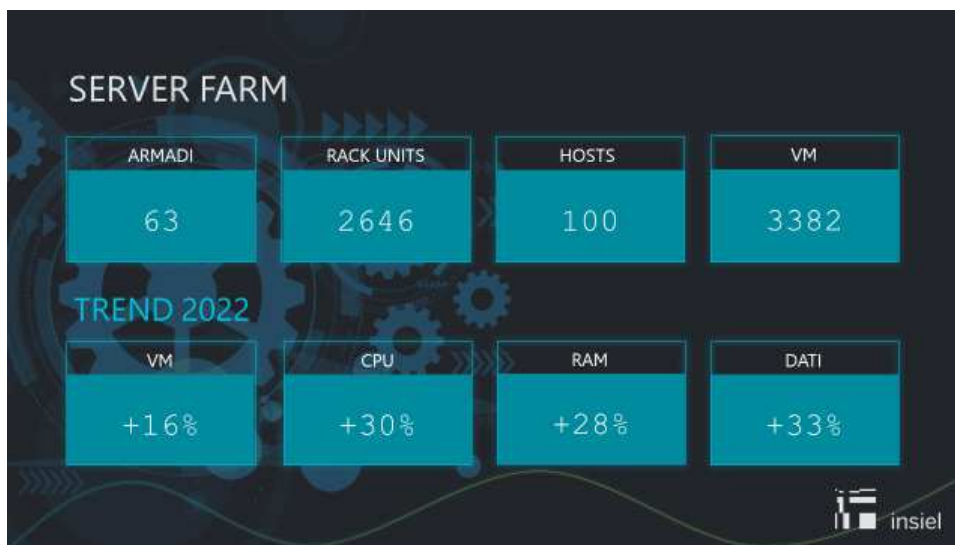 SERVER FARM
ARMADI RACK UNITS HOSTS VM
63 2646 100 3382
TREND 2022
VM CPU RAM DATI
+16% +30% +28% +33%
insiel